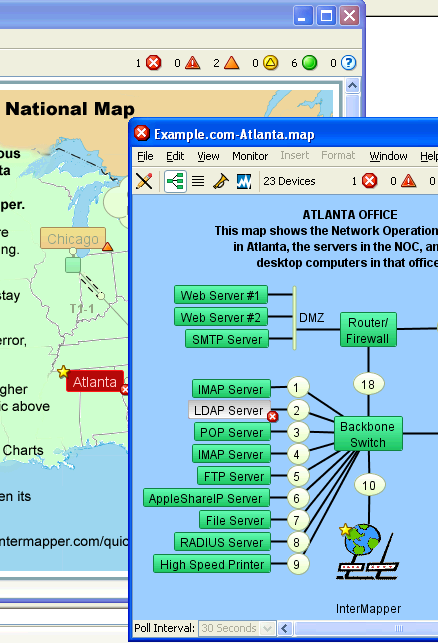 1 0 2 0 6 0 ?
National Map
ous
ta
per.
re
ng.
Chicago
stay
T1-1
error,
Atlanta
gher
ic above
Charts
en its
ntermapper.com/quic
Example.com-Atlanta.map
File Edit View Monitor Insert Format Window Help
23 Devices 1 0 0
ATLANTA OFFICE
This map shows the Network Operation
in Atlanta, the servers in the NOC, an
desktop computers in that office
Web Server #1
Web Server #2
SMTP Server
DMZ
Router/
Firewall
18
IMAP Server 1
LDAP Server 2
POP Server 3
IMAP Server 4
FTP Server 5
AppleShareIP Server 6
File Server 7
RADIUS Server 8
High Speed Printer 9
Backbone
Switch
10
InterMapper
Poll Interval: 30 Seconds